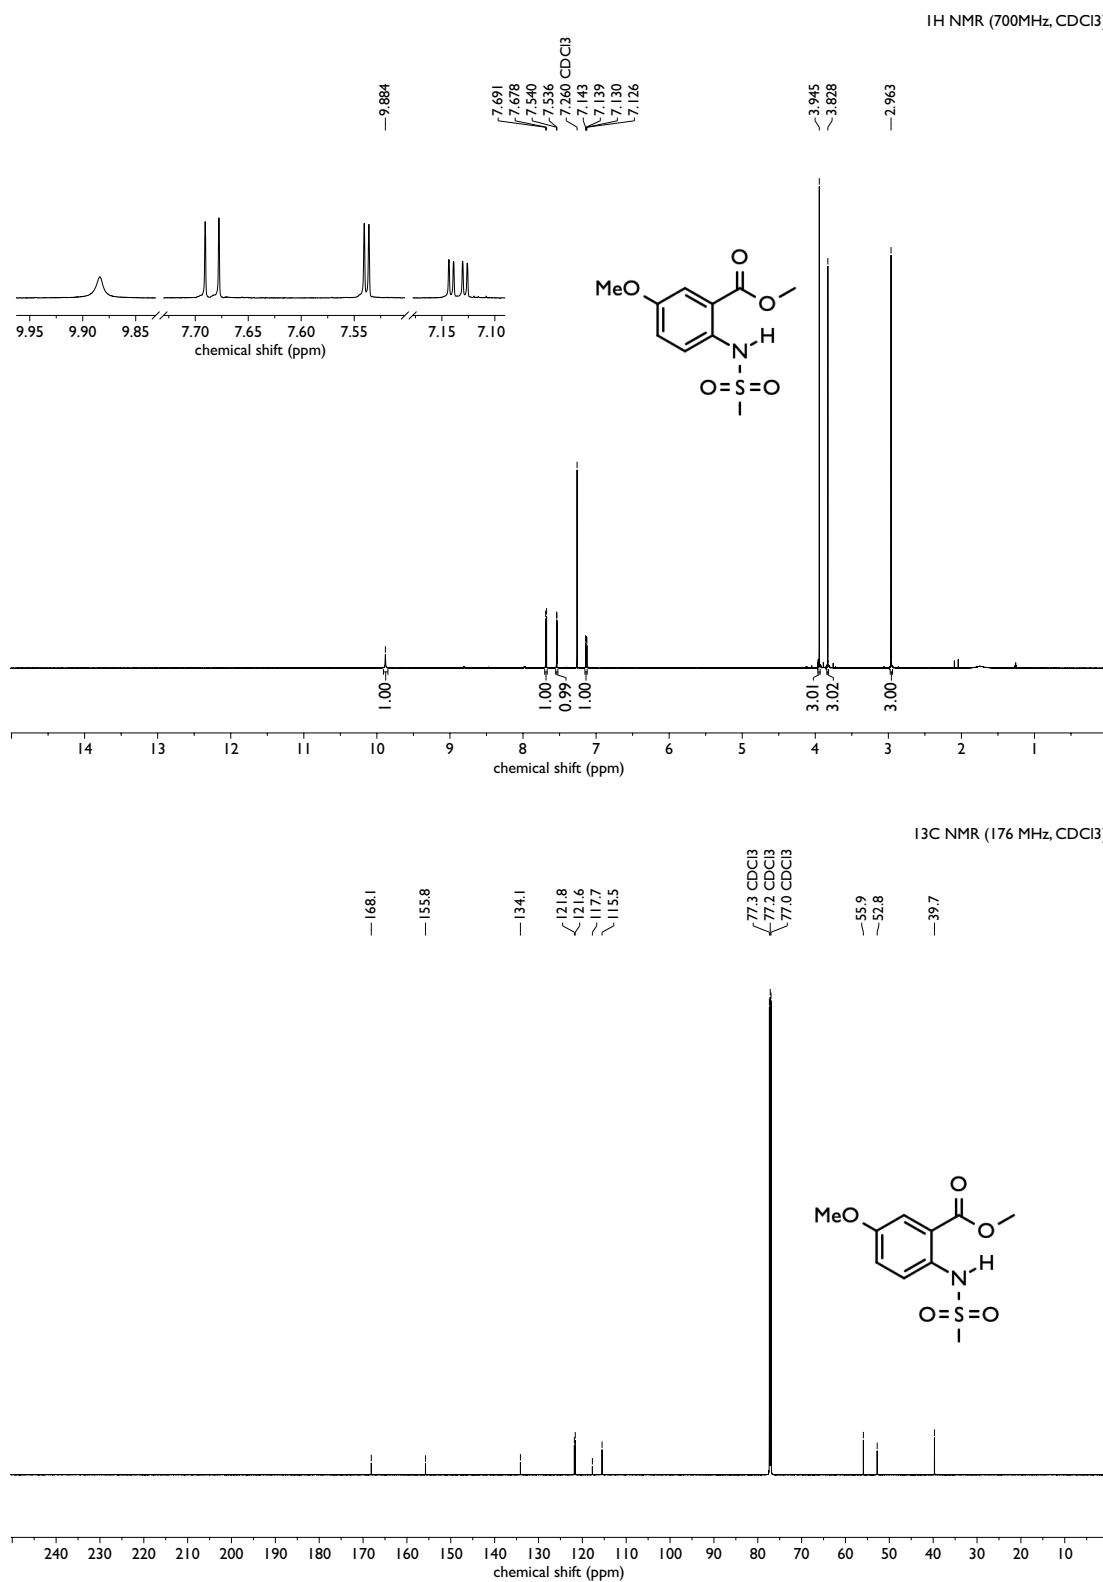 1H NMR (700MHz, CDCl3)
9.884
7.691
7.678
7.540
7.536
7.260 CDCl3
7.143
7.139
7.130
7.126
3.945
3.828
2.963
9.95 9.90 9.85 7.70 7.65 7.60 7.55 7.15 7.10
chemical shift (ppm)
O
MeO
O
N H
O=S=O
1.00
1.00
0.99
1.00
3.01
3.02
3.00
14 13 12 11 10 9 8 7 6 5 4 3 2 1
chemical shift (ppm)
13C NMR (176 MHz, CDCl3)
168.1
155.8
134.1
121.8
121.6
117.7
115.5
77.3 CDCl3
77.2 CDCl3
77.0 CDCl3
55.9
52.8
39.7
O
MeO
O
N H
O=S=O
240 230 220 210 200 190 180 170 160 150 140 130 120 110 100 90 80 70 60 50 40 30 20 10
chemical shift (ppm)